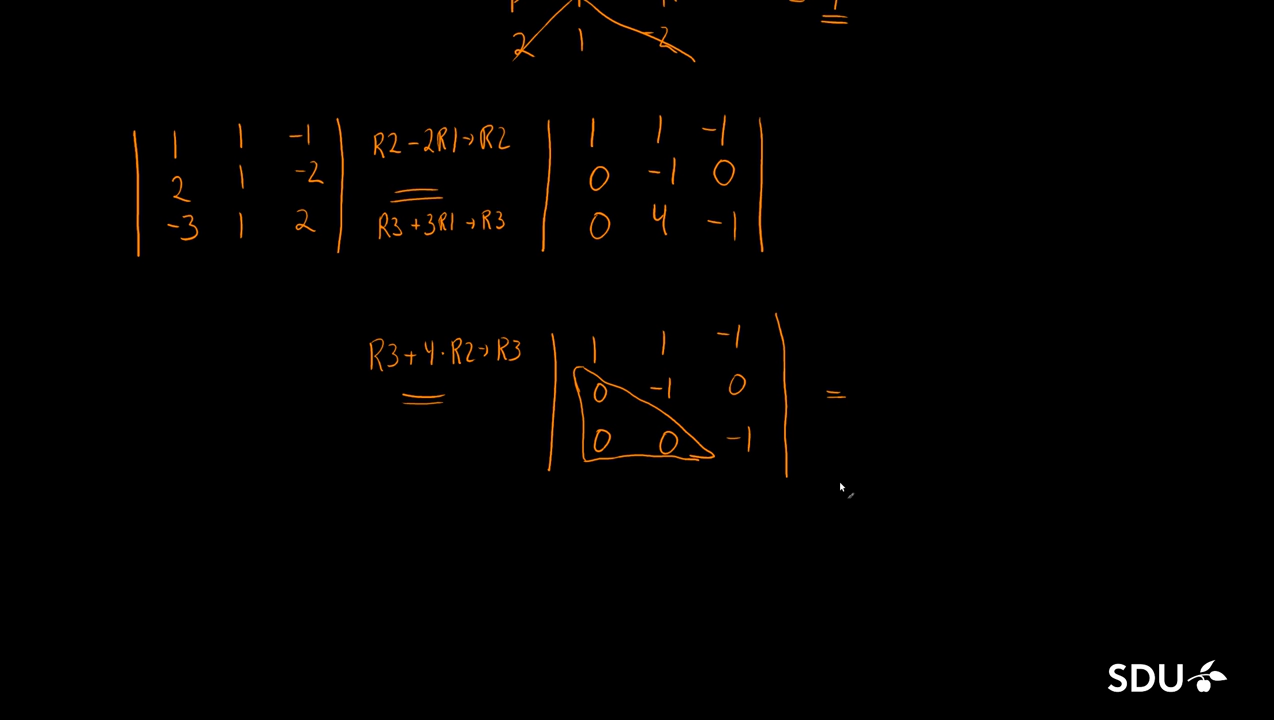 = 1
2 1 -2
1 1 -1 R2-2R1→R2 1 1 -1
2 1 -2 = 0 -1 0
-3 1 2 R3+3R1→R3 0 4 -1
R3+4·R2→R3 1 1 -1
= 0 -1 0 =
0 0 -1
SDU